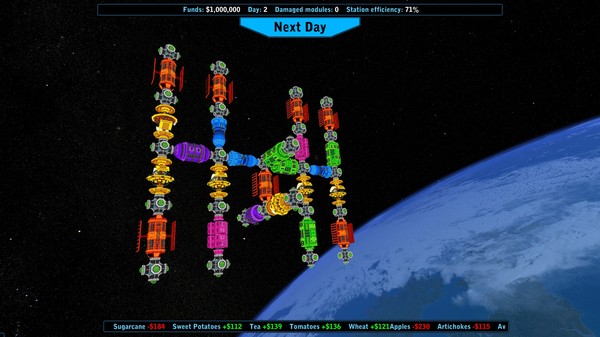 Funds: $1,000,000 Day: 2 Damaged modules: 0 Station efficiency: 71%
Next Day
Sugarcane -$184 Sweet Potatoes +$112 Tea +$139 Tomatoes +$136 Wheat +$121Apples -$230 Artichokes -$115 Av